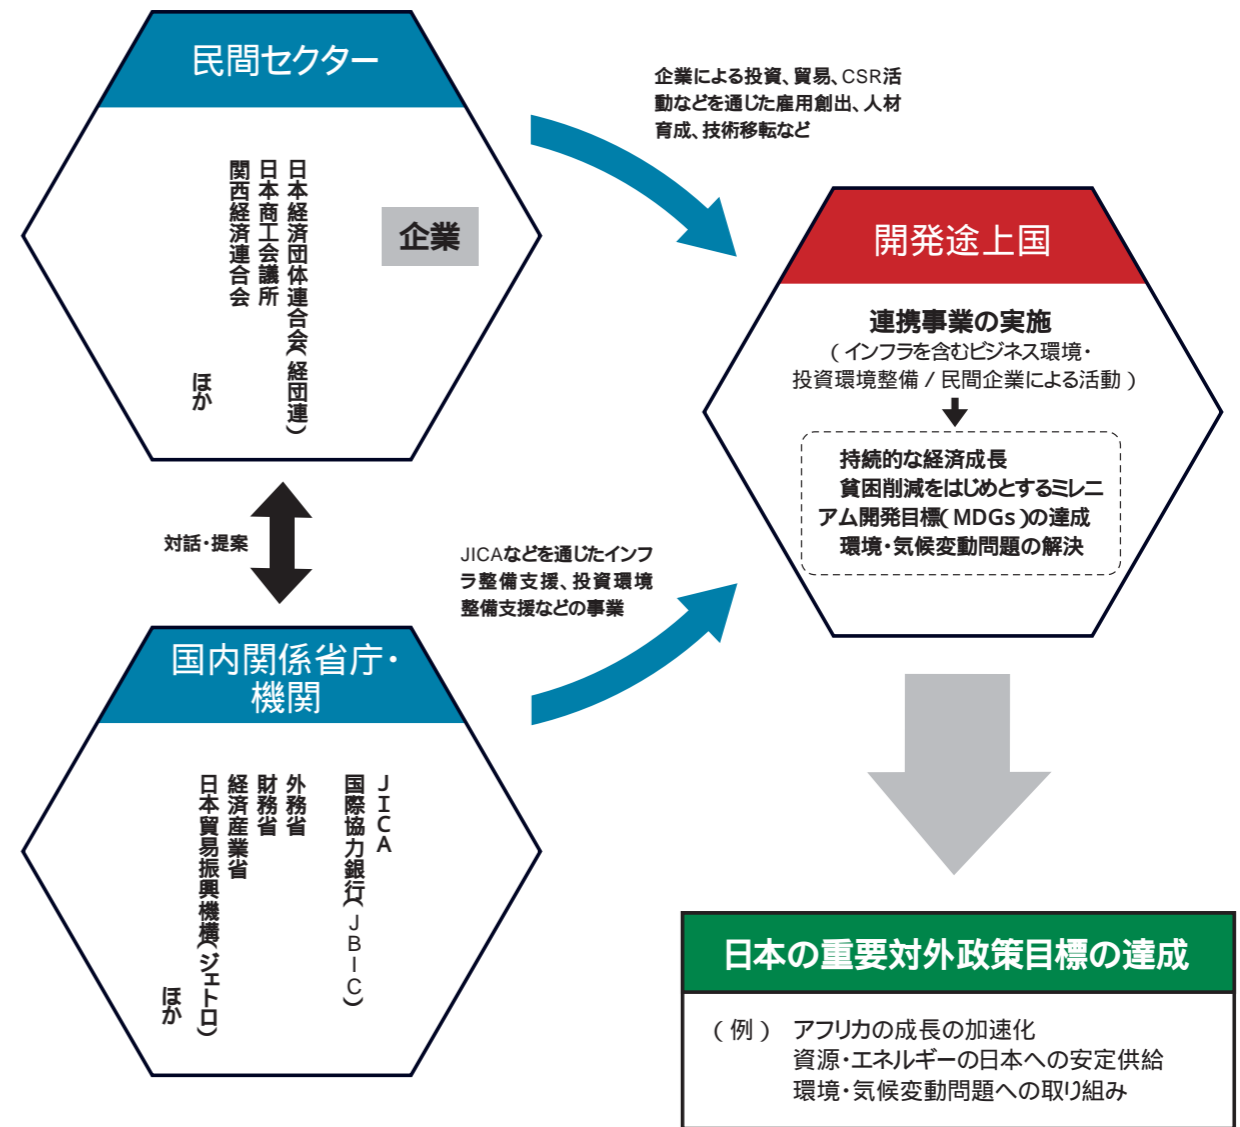 民間セクター
企業
日本経済団体連合会(経団連)
日本商工会議所
関西経済連合会
ほか
企業による投資、貿易、CSR活
動などを通じた雇用創出、人材
育成、技術移転など
対話・提案
国内関係省庁・
機関
JICA
国際協力銀行(JBIC)
外務省
財務省
経済産業省
日本貿易振興機構(ジェトロ)
ほか
JICAなどを通じたインフ
ラ整備支援、投資環境
整備支援などの事業
開発途上国
連携事業の実施
(インフラを含むビジネス環境・
投資環境整備/民間企業による活動)
持続的な経済成長
貧困削減をはじめとするミレニ
アム開発目標(MDGs)の達成
環境・気候変動問題の解決
日本の重要対外政策目標の達成
(例) アフリカの成長の加速化
資源・エネルギーの日本への安定供給
環境・気候変動問題への取り組み